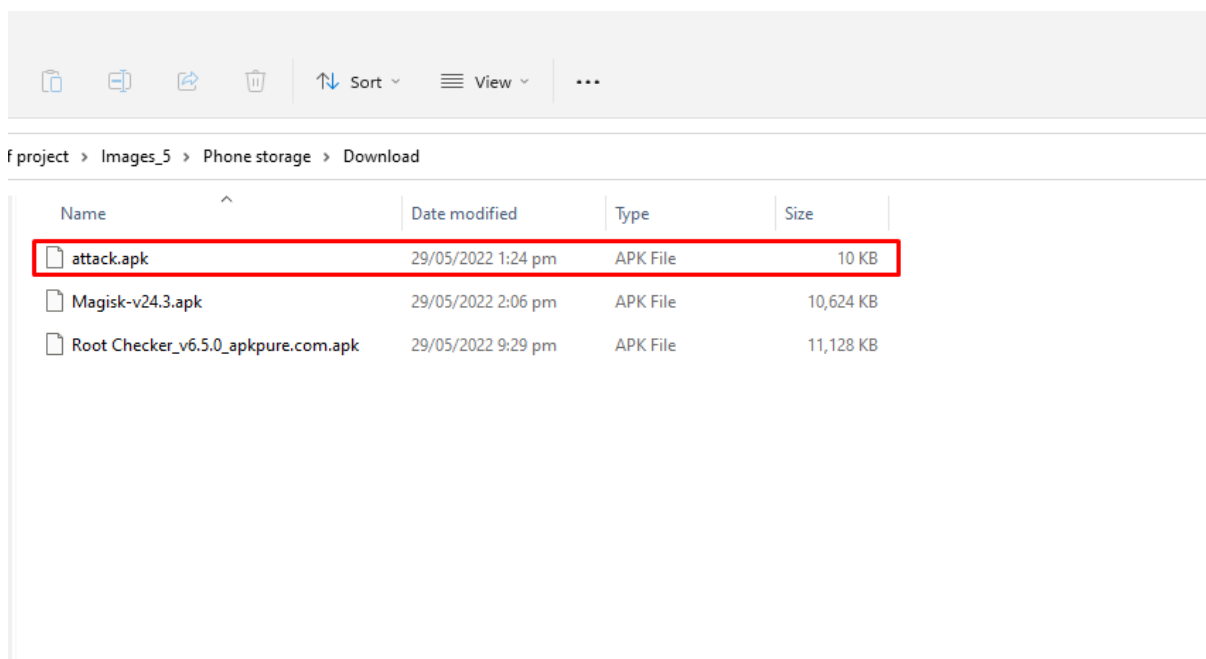 Sort View ...
f project > Images_5 > Phone storage > Download
Name Date modified Type Size
attack.apk 29/05/2022 1:24 pm APK File 10 KB
Magisk-v24.3.apk 29/05/2022 2:06 pm APK File 10,624 KB
Root Checker_v6.5.0_apkpure.com.apk 29/05/2022 9:29 pm APK File 11,128 KB